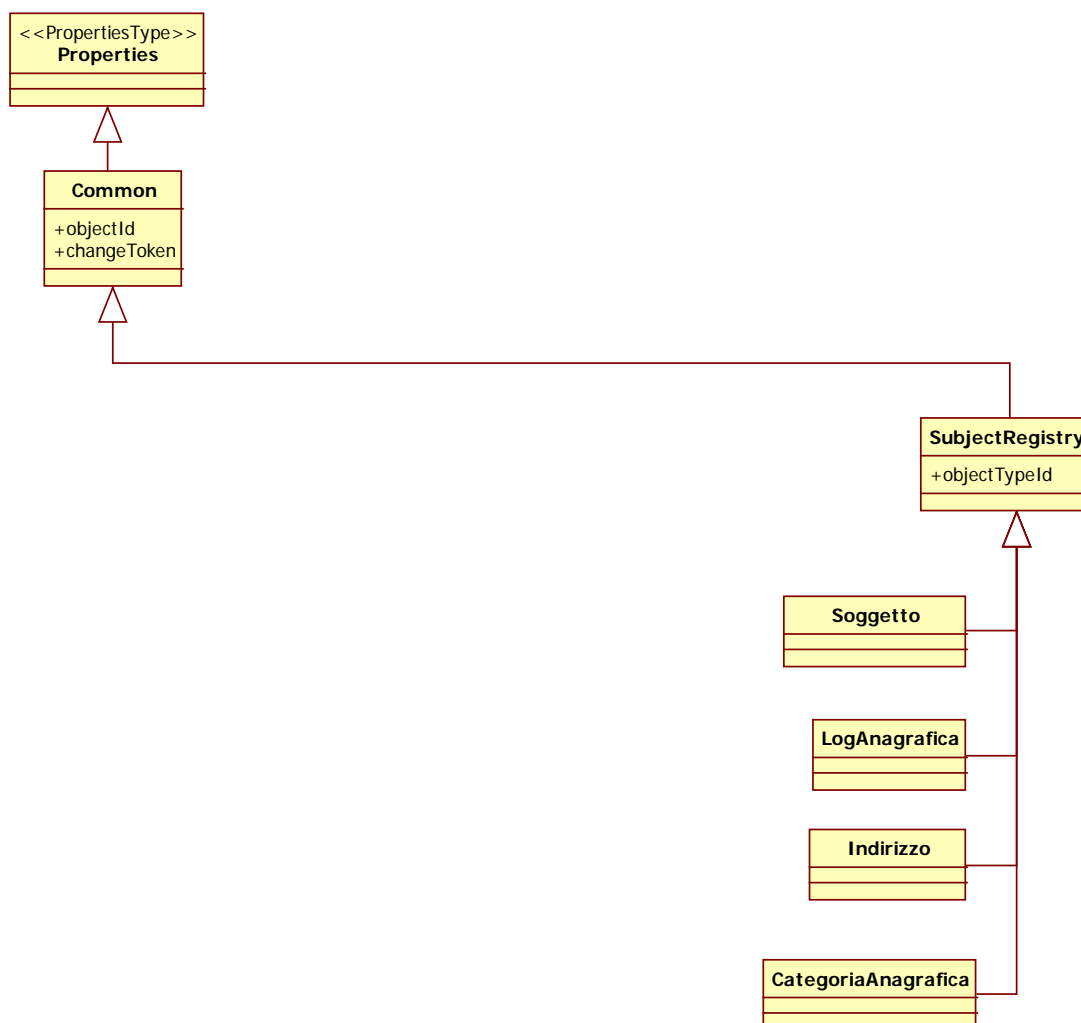 <<PropertiesType>>
Properties
Common
+objectId
+changeToken
SubjectRegistry
+objectTypeId
Soggetto
LogAnagrafica
Indirizzo
CategoriaAnagrafica